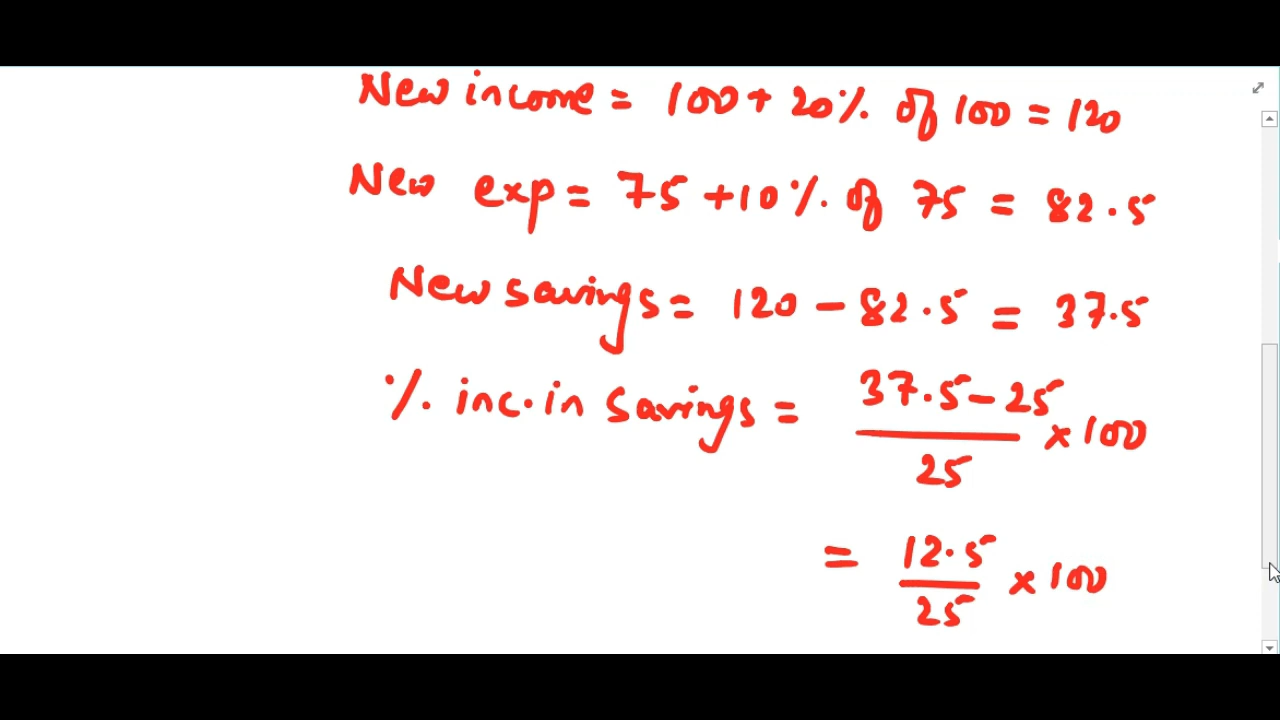 New income = 100 + 20% of 100 = 120
New exp = 75 + 10% of 75 = 82.5
New savings = 120 - 82.5 = 37.5
% inc. in savings = 37.5 - 25 / 25 × 100
= 12.5 / 25 × 100